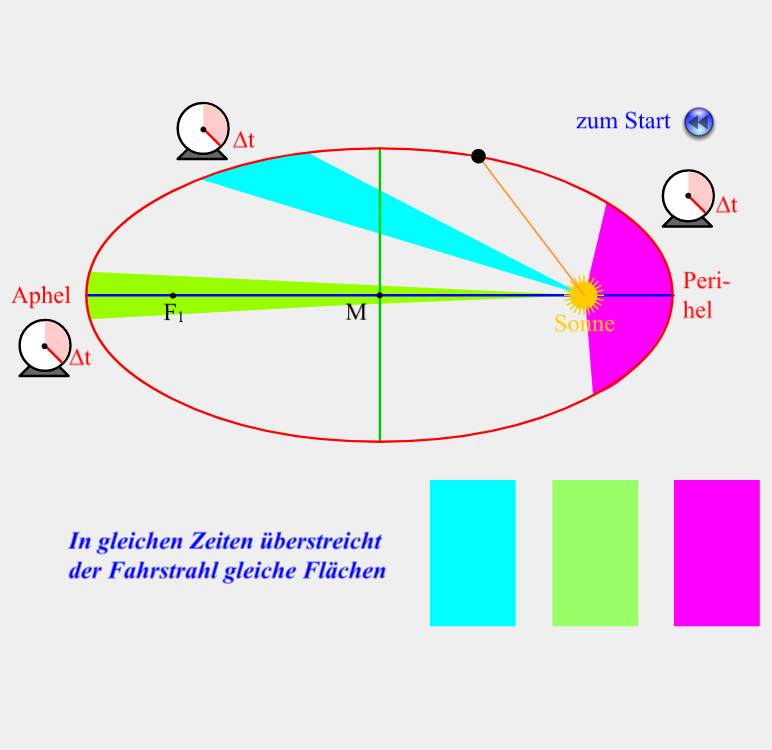 zum Start
Δt
Δt
Peri-
hel
Aphel
F₁
M
Sonne
Δt
In gleichen Zeiten überstreicht
der Fahrstrahl gleiche Flächen